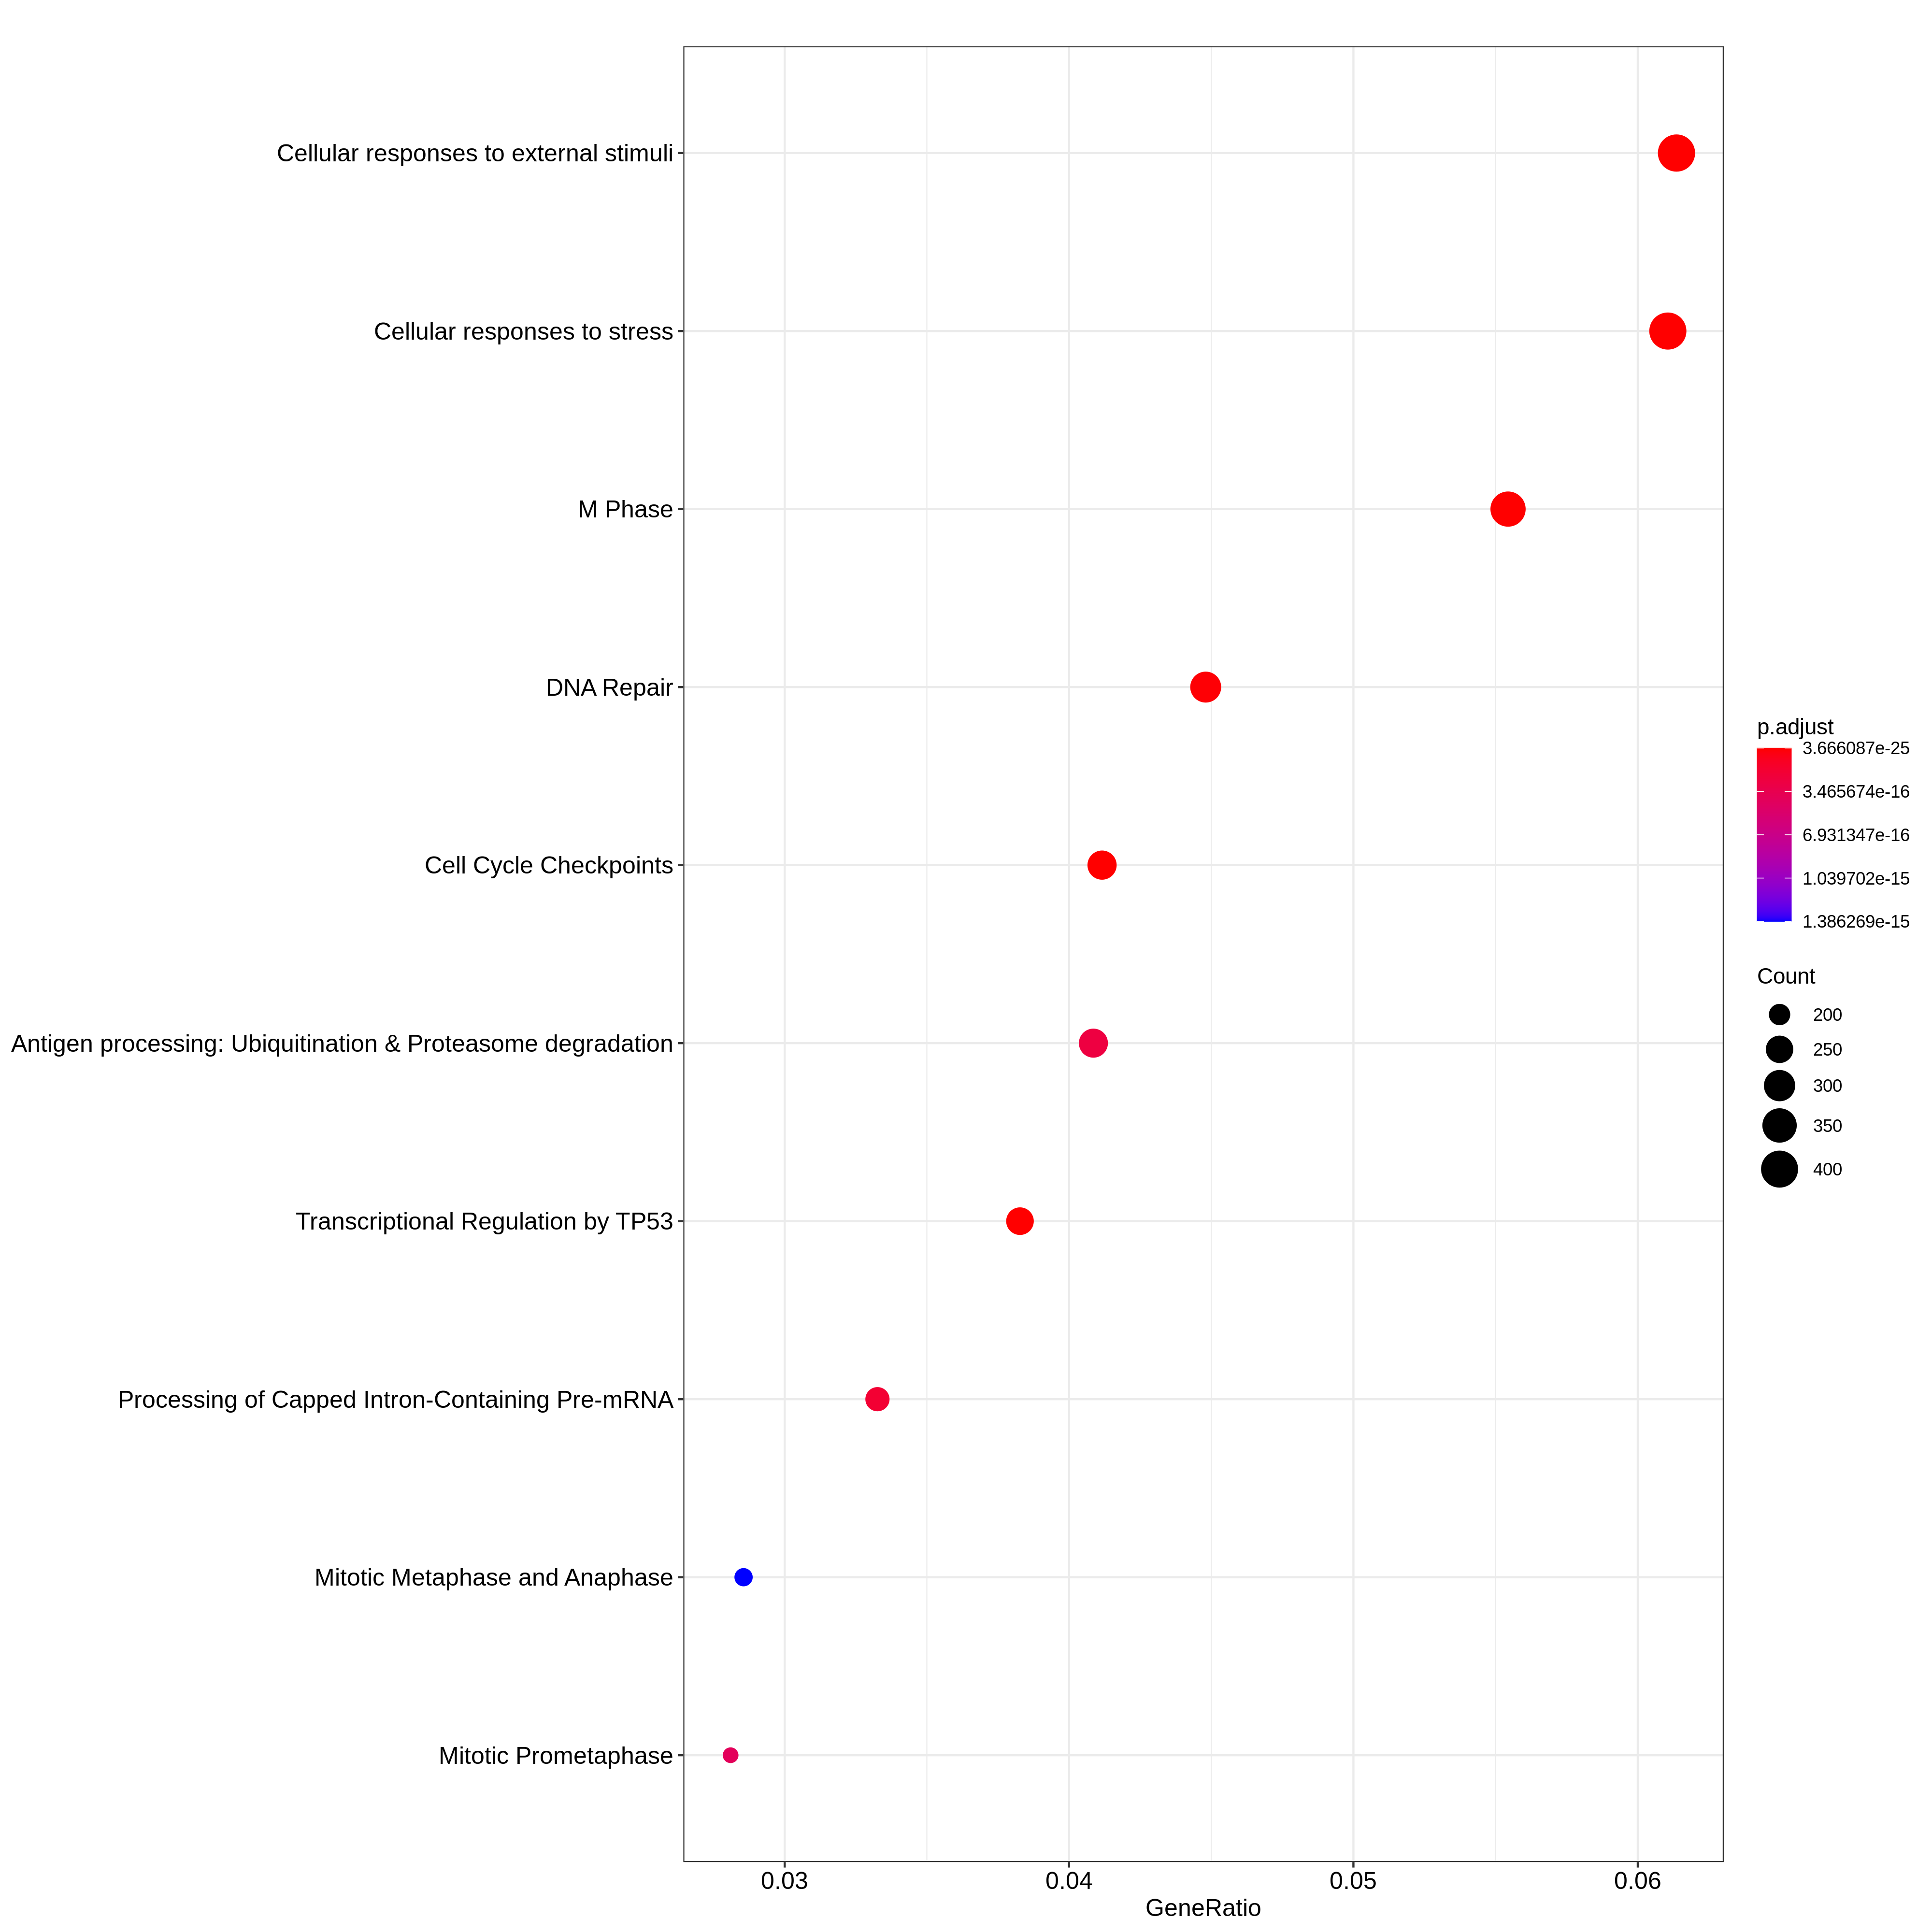 Cellular responses to external stimuli
Cellular responses to stress
M Phase
DNA Repair
Cell Cycle Checkpoints
Antigen processing: Ubiquitination & Proteasome degradation
Transcriptional Regulation by TP53
Processing of Capped Intron-Containing Pre-mRNA
Mitotic Metaphase and Anaphase
Mitotic Prometaphase
0.03 0.04 0.05 0.06
GeneRatio
p.adjust
3.666087e-25
3.465674e-16
6.931347e-16
1.039702e-15
1.386269e-15
Count
200
250
300
350
400